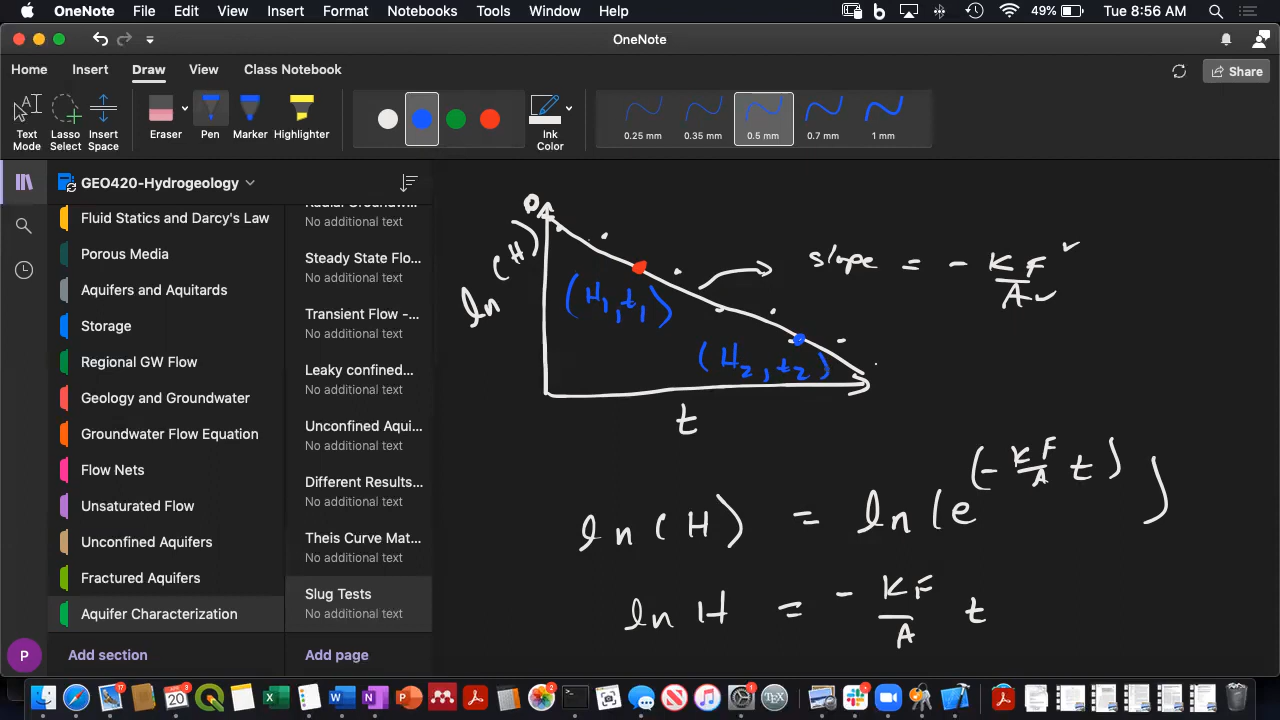 OneNote File Edit View Insert Format Notebooks Tools Window Help 49% Tue 8:56 AM
OneNote
Home Insert Draw View Class Notebook Share
Text Mode Lasso Select Insert Space Eraser Pen Marker Highlighter Ink Color 0.25 mm 0.35 mm 0.5 mm 0.7 mm 1 mm
GEO420-Hydrogeology
Fluid Statics and Darcy's Law
Porous Media
Aquifers and Aquitards
Storage
Regional GW Flow
Geology and Groundwater
Groundwater Flow Equation
Flow Nets
Unsaturated Flow
Unconfined Aquifers
Fractured Aquifers
Aquifer Characterization
P Add section
No additional text
Steady State Flo...
No additional text
Transient Flow -...
No additional text
Leaky confined...
No additional text
Unconfined Aqui...
No additional text
Different Results...
No additional text
Theis Curve Mat...
No additional text
Slug Tests
No additional text
Add page
0
ln (H)
(H₁, t₁)
(H₂, t₂)
t
slope = - KF/A
ln(H) = ln(e^(-KF/A t))
ln H = - KF/A t
17
20
3
2
TEX